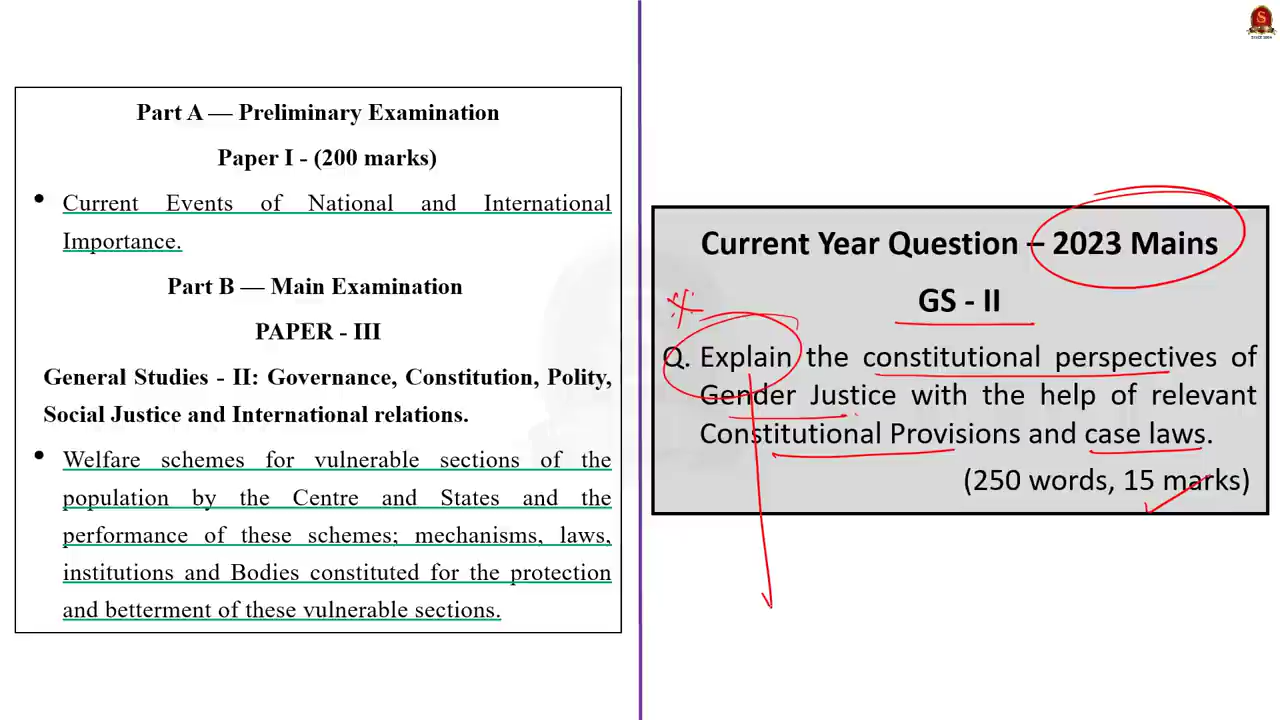 Part A — Preliminary Examination
Paper I - (200 marks)
• Current Events of National and International
Importance.
Part B — Main Examination
PAPER - III
General Studies - II: Governance, Constitution, Polity,
Social Justice and International relations.
• Welfare schemes for vulnerable sections of the
population by the Centre and States and the
performance of these schemes; mechanisms, laws,
institutions and Bodies constituted for the protection
and betterment of these vulnerable sections.
Current Year Question – 2023 Mains
GS - II
Q. Explain the constitutional perspectives of
Gender Justice with the help of relevant
Constitutional Provisions and case laws.
(250 words, 15 marks)